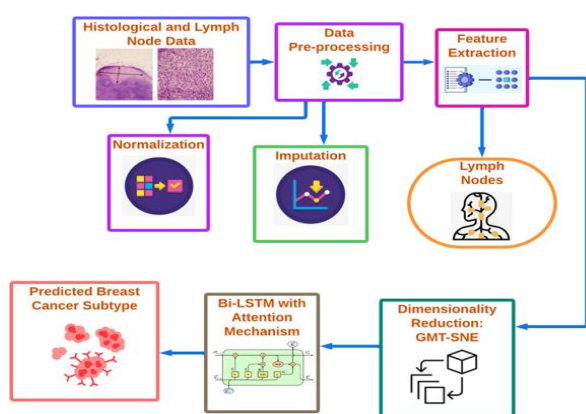 Histological and Lymph
Node Data
Data
Pre-processing
Feature
Extraction
Normalization
Imputation
Lymph
Nodes
Predicted Breast
Cancer Subtype
Bi-LSTM with
Attention
Mechanism
Dimensionality
Reduction:
GMT-SNE